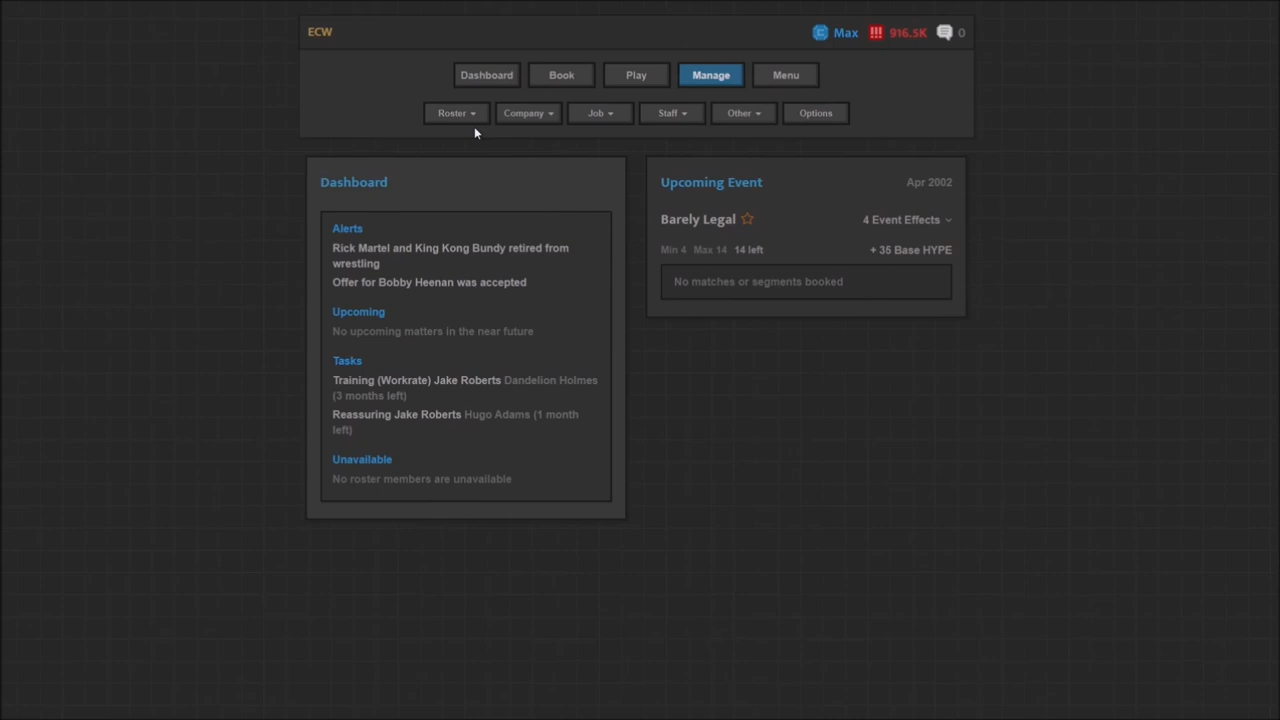 ECW
Max 916.5K 0
Dashboard Book Play Manage Menu
Roster Company Job Staff Other Options
Dashboard
Alerts
Rick Martel and King Kong Bundy retired from
wrestling
Offer for Bobby Heenan was accepted
Upcoming
No upcoming matters in the near future
Tasks
Training (Workrate) Jake Roberts Dandelion Holmes
(3 months left)
Reassuring Jake Roberts Hugo Adams (1 month
left)
Unavailable
No roster members are unavailable
Upcoming Event Apr 2002
Barely Legal 4 Event Effects
Min 4 Max 14 14 left + 35 Base HYPE
No matches or segments booked